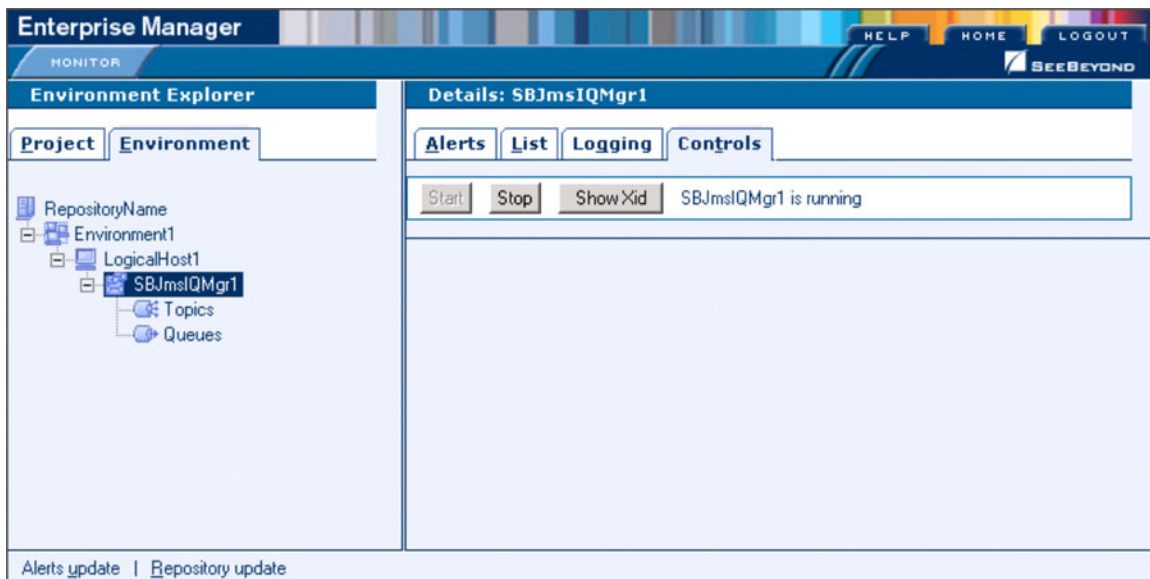 Enterprise Manager
HELP HOME LOGOUT
MONITOR
SEEBEYOND
Environment Explorer
Project Environment
RepositoryName
Environment1
LogicalHost1
SBJmsIQMgr1
Topics
Queues
Details: SBJmsIQMgr1
Alerts List Logging Controls
Start Stop Show Xid SBJmsIQMgr1 is running
Alerts update | Repository update